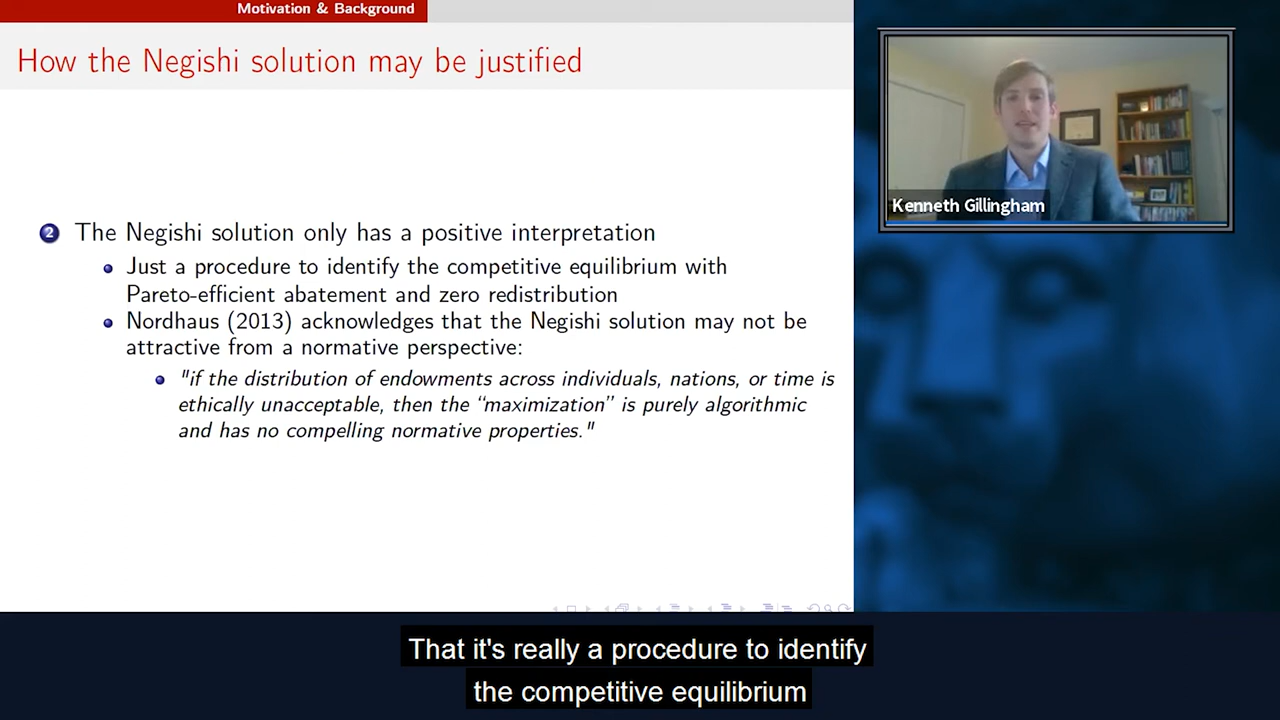 Motivation & Background
How the Negishi solution may be justified
Kenneth Gillingham
2 The Negishi solution only has a positive interpretation
Just a procedure to identify the competitive equilibrium with
Pareto-efficient abatement and zero redistribution
Nordhaus (2013) acknowledges that the Negishi solution may not be
attractive from a normative perspective:
"if the distribution of endowments across individuals, nations, or time is
ethically unacceptable, then the “maximization” is purely algorithmic
and has no compelling normative properties."
That it's really a procedure to identify
the competitive equilibrium